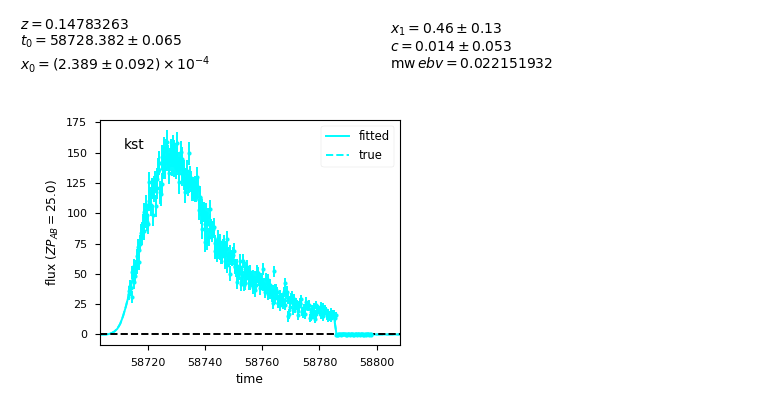 z = 0.14783263
t₀ = 58728.382 ± 0.065
x₀ = (2.389 ± 0.092) × 10⁻⁴
x₁ = 0.46 ± 0.13
c = 0.014 ± 0.053
mw ebv = 0.022151932
kst
fitted
true
flux (ZP_AB = 25.0)
175
150
125
100
75
50
25
0
58720 58740 58760 58780 58800
time